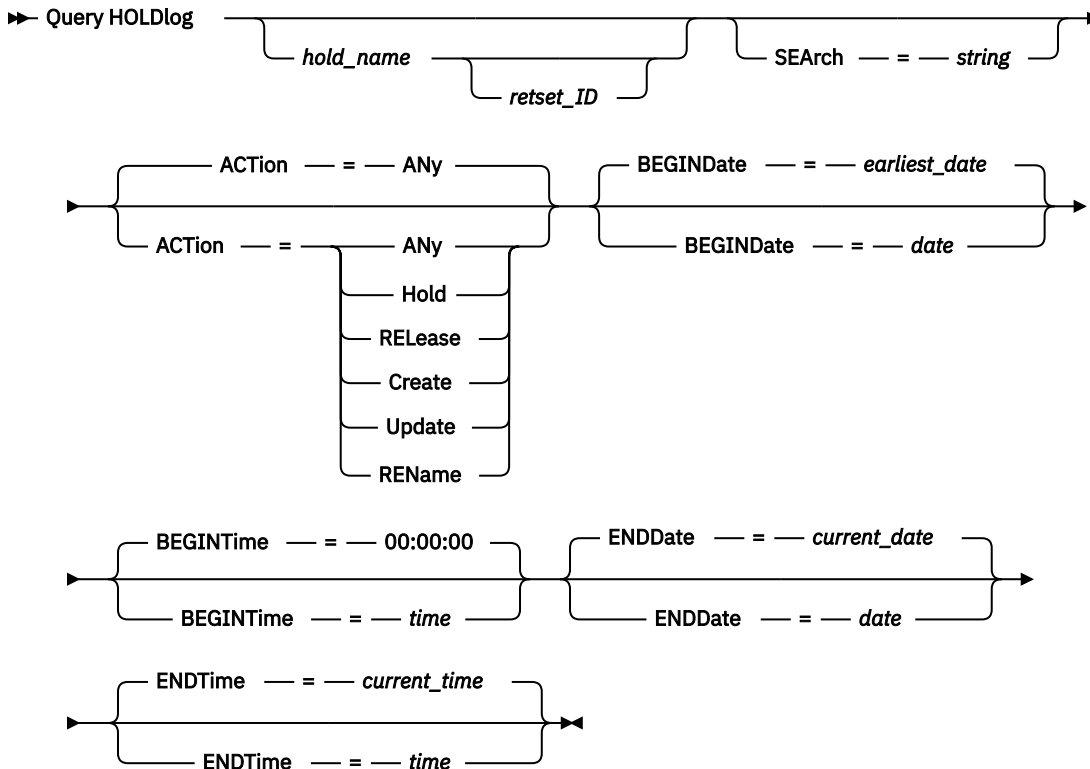 Query HOLDlog
hold_name
SEArch = string
retset_ID
ACTion = ANy
BEGINDate = earliest_date
ACTion = ANy
BEGINDate = date
Hold
RELease
Create
Update
REName
BEGINTime = 00:00:00
ENDDate = current_date
BEGINTime = time
ENDDate = date
ENDTime = current_time
ENDTime = time